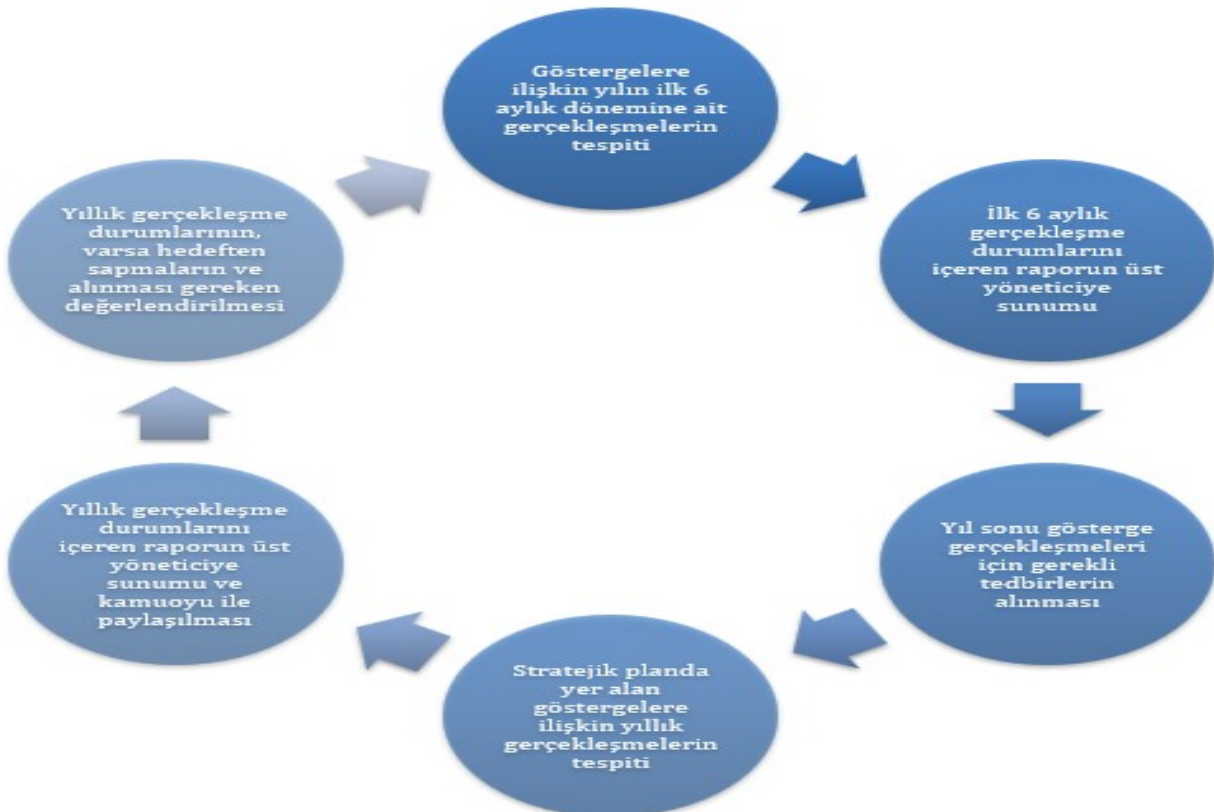 Göstergelere
ilişkin yılın ilk 6
aylık dönemine ait
gerçekleşmelerin
tespiti
İlk 6 aylık
gerçekleşme
durumlarını
içeren raporun üst
yöneticiye
sunumu
Yıl sonu gösterge
gerçekleşmeleri
için gerekli
tedbirlerin
alınması
Stratejik planda
yer alan
göstergelere
ilişkin yıllık
gerçekleşmelerin
tespiti
Yıllık gerçekleşme
durumlarını
içeren raporun üst
yöneticiye
sunumu ve
kamuoyu ile
paylaşılması
Yıllık gerçekleşme
durumlarının,
varsa hedeften
sapmaların ve
alınması gereken
değerlendirilmesi